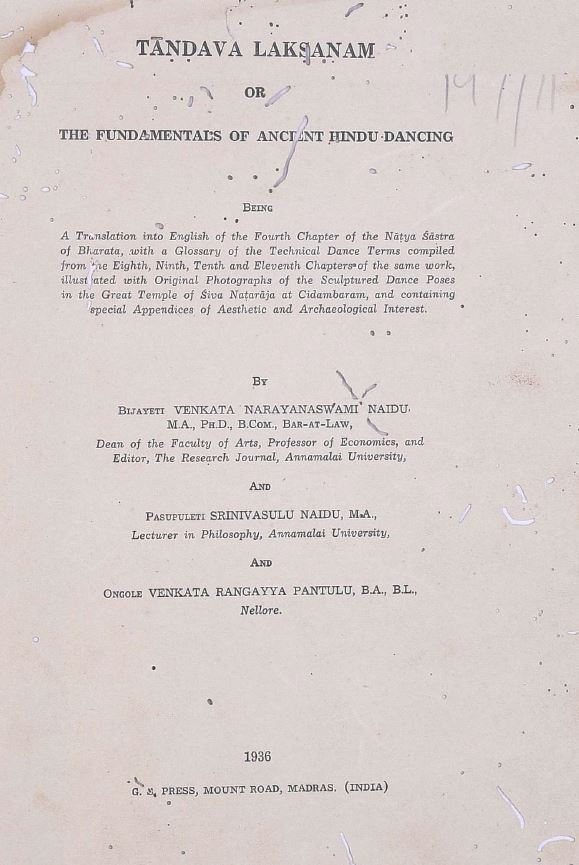 TĀṆḌAVA LAKṢAṆAM
OR
THE FUNDAMENTALS OF ANCIENT HINDU DANCING
BEING
A Translation into English of the Fourth Chapter of the Nāṭya Śāstra
of Bharata, with a Glossary of the Technical Dance Terms compiled
from the Eighth, Ninth, Tenth and Eleventh Chapters of the same work,
illustrated with Original Photographs of the Sculptured Dance Poses
in the Great Temple of Śiva Naṭarāja at Cidambaram, and containing
special Appendices of Aesthetic and Archaeological Interest.
BY
BIJAYETI VENKATA NARAYANASWAMI NAIDU,
M.A., PH.D., B.COM., BAR-AT-LAW,
Dean of the Faculty of Arts, Professor of Economics, and
Editor, The Research Journal, Annamalai University,
AND
PASUPULETI SRINIVASULU NAIDU, M.A.,
Lecturer in Philosophy, Annamalai University,
AND
ONGOLE VENKATA RANGAYYA PANTULU, B.A., B.L.,
Nellore.
1936
G. S. PRESS, MOUNT ROAD, MADRAS. (INDIA)